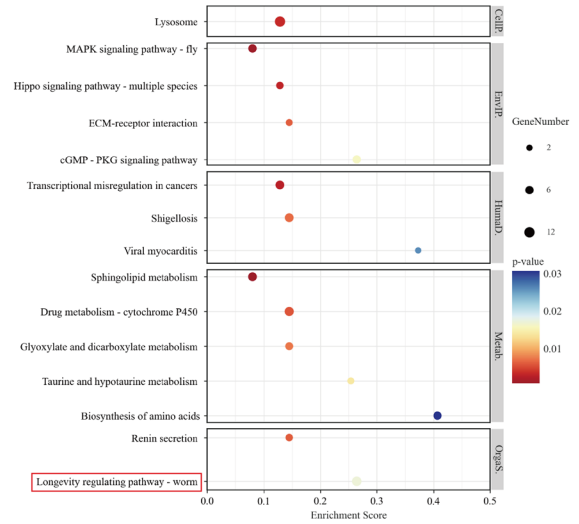 Lysosome
CellP.
MAPK signaling pathway - fly
Hippo signaling pathway - multiple species
ECM-receptor interaction
cGMP - PKG signaling pathway
EnvIP.
Transcriptional misregulation in cancers
Shigellosis
Viral myocarditis
HumaD.
Sphingolipid metabolism
Drug metabolism - cytochrome P450
Glyoxylate and dicarboxylate metabolism
Taurine and hypotaurine metabolism
Biosynthesis of amino acids
Metab.
Renin secretion
Longevity regulating pathway - worm
OrgaS.
0.0 0.1 0.2 0.3 0.4 0.5
Enrichment Score
GeneNumber
2
6
12
p-value
0.03
0.02
0.01